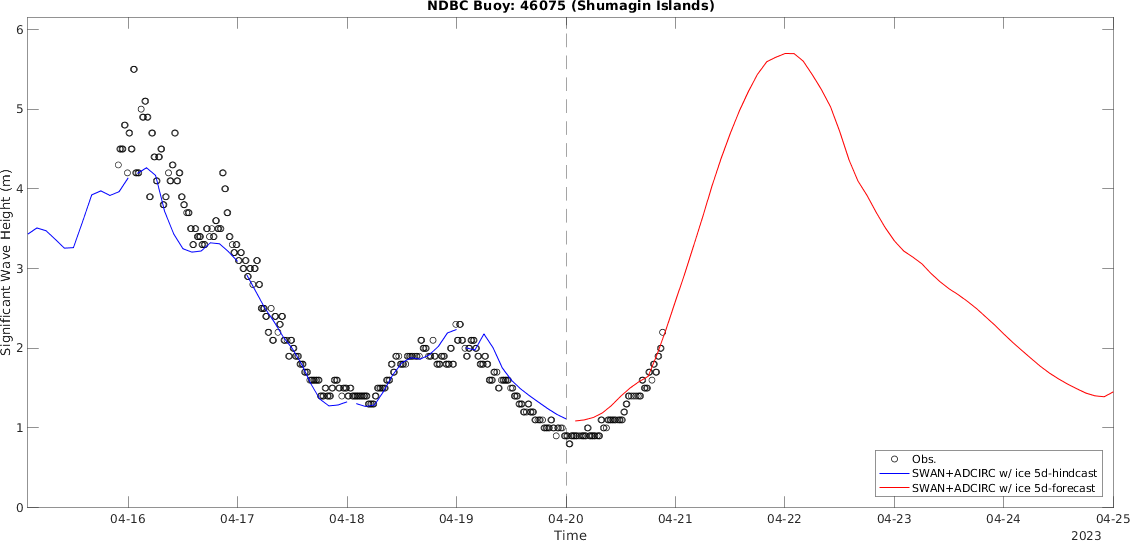 NDBC Buoy: 46075 (Shumagin Islands)
6
5
4
3
2
1
0
Significant Wave Height (m)
Obs.
SWAN+ADCIRC w/ ice 5d-hindcast
SWAN+ADCIRC w/ ice 5d-forecast
04-16 04-17 04-18 04-19 04-20 04-21 04-22 04-23 04-24 04-25
Time
2023